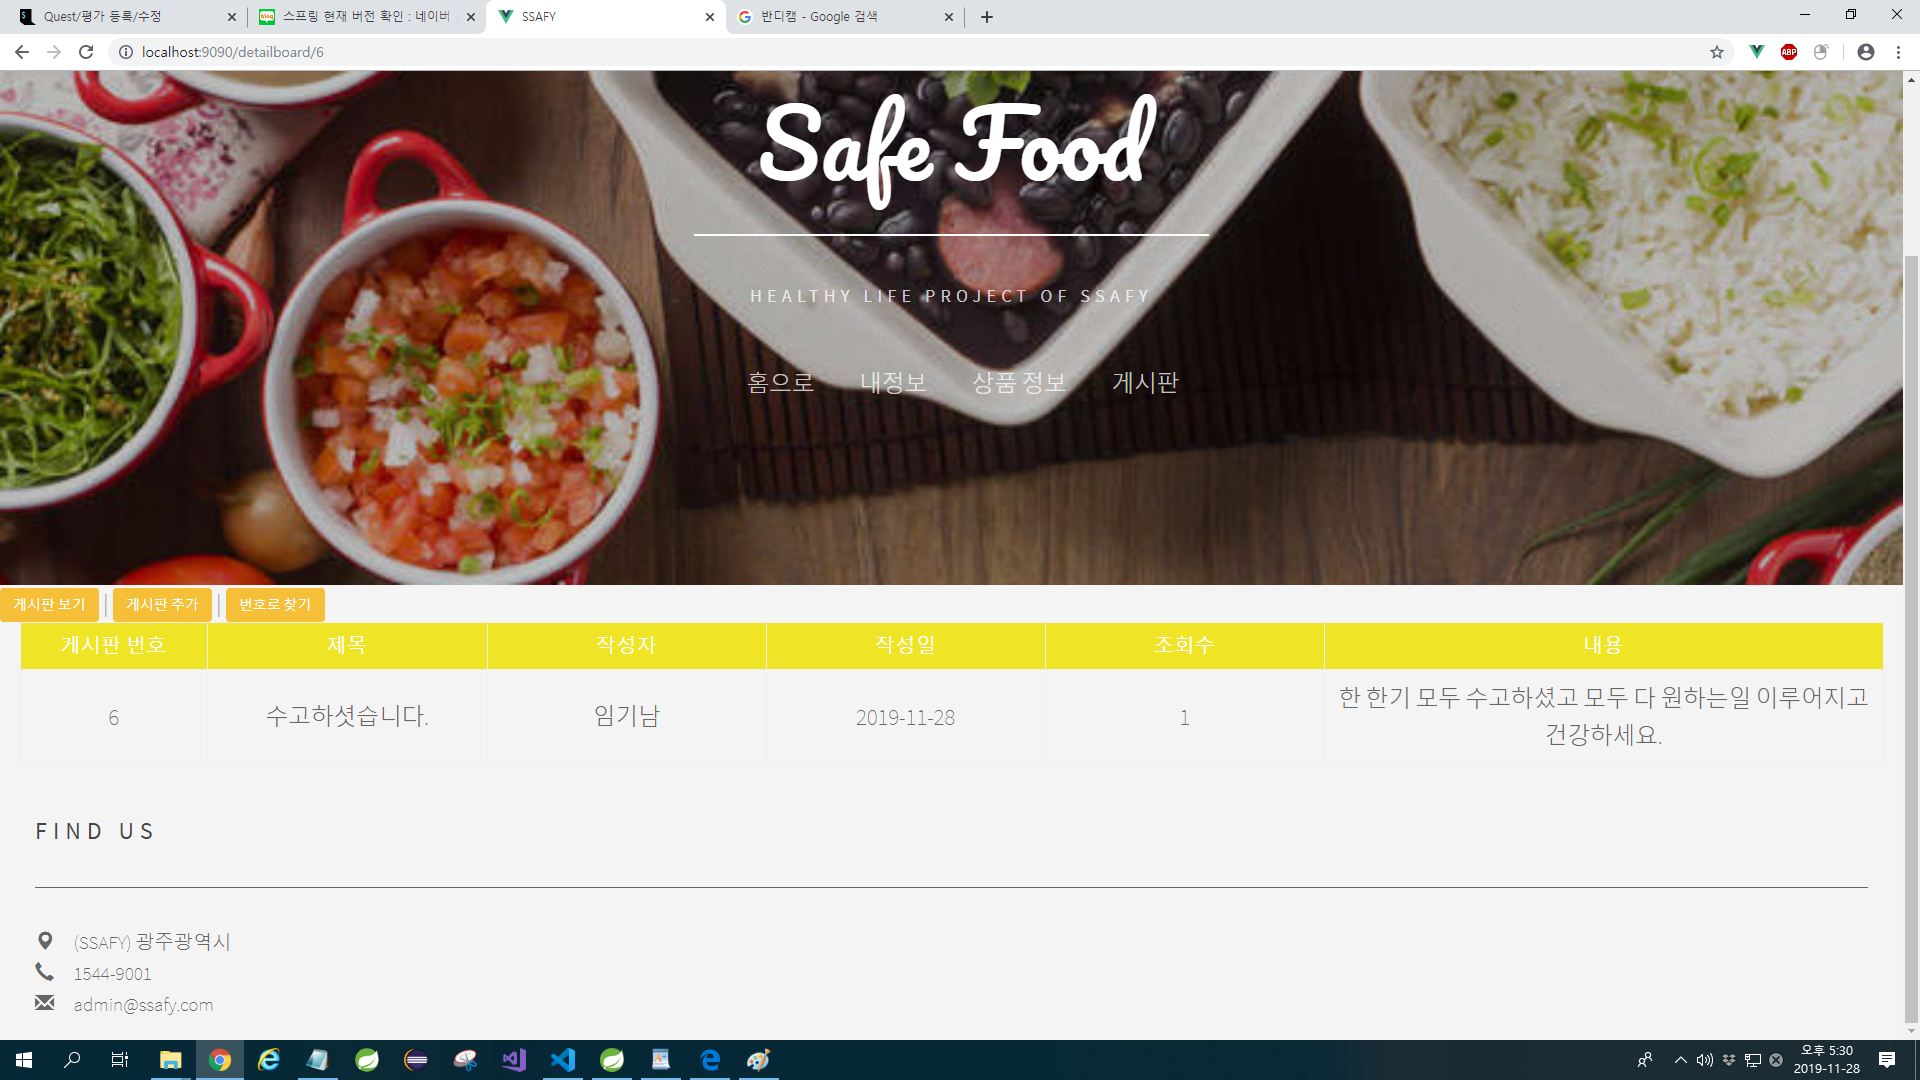 Quest/평가 등록/수정
스프링 현재 버전 확인 : 네이버
SSAFY
반디캠 - Google 검색
localhost:9090/detailboard/6
ABP
Safe Food
HEALTHY LIFE PROJECT OF SSAFY
홈으로 내정보 상품 정보 게시판
게시판 보기 | 게시판 추가 | 번호로 찾기
게시판 번호 제목 작성자 작성일 조회수 내용
6 수고하셧습니다. 임기남 2019-11-28 1 한 한기 모두 수고하셨고 모두 다 원하는일 이루어지고
건강하세요.
FIND US
(SSAFY) 광주광역시
1544-9001
admin@ssafy.com
오후 5:30
2019-11-28